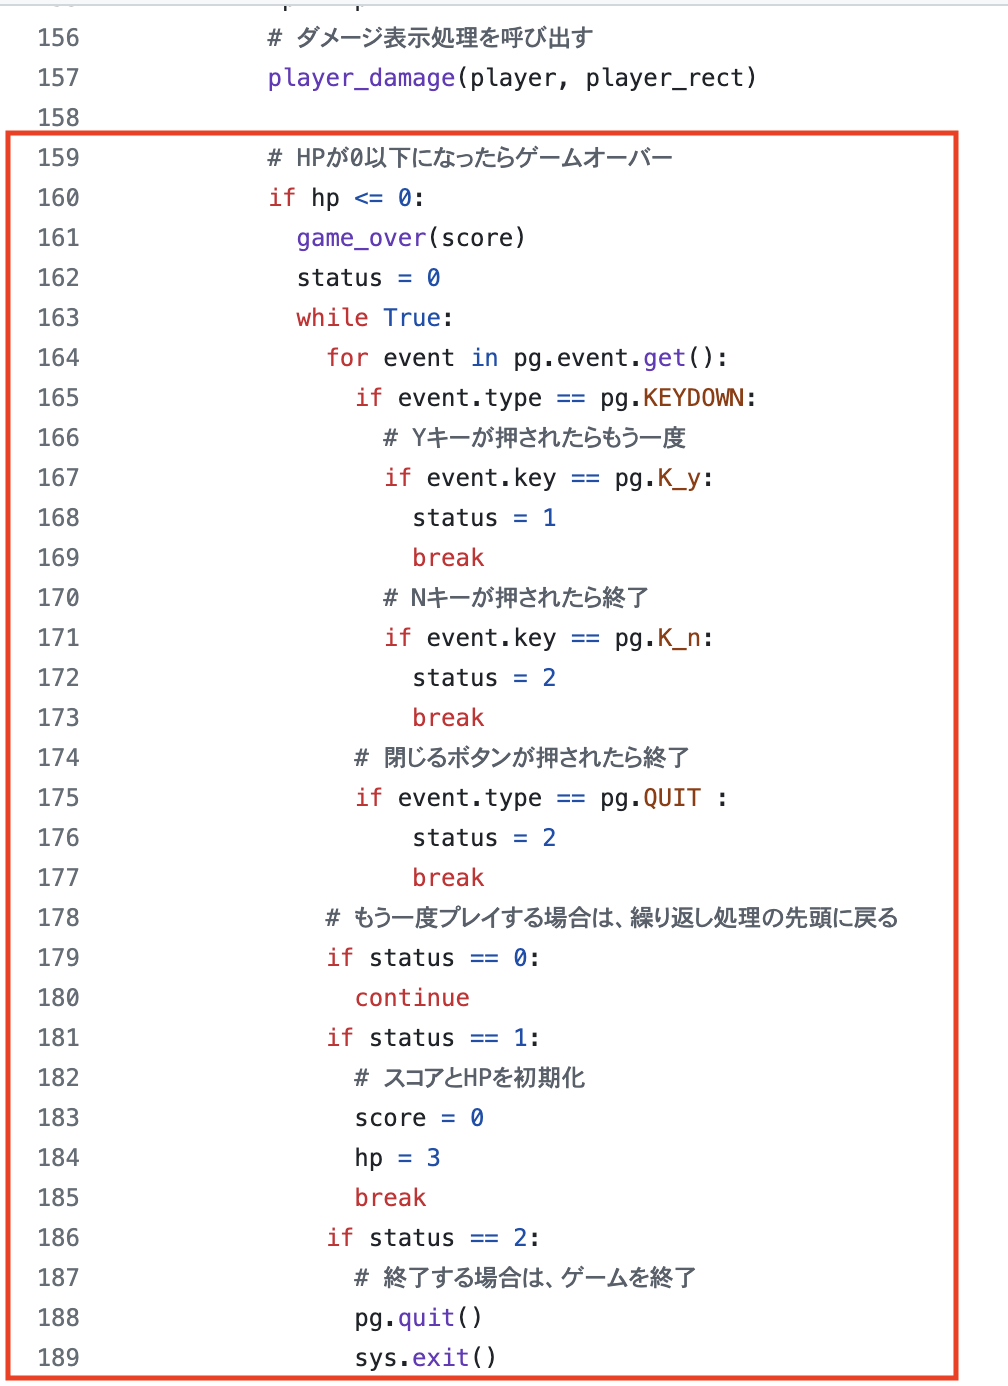 156 # ダメージ表示処理を呼び出す
157 player_damage(player, player_rect)
158
159 # HPが0以下になったらゲームオーバー
160 if hp <= 0:
161 game_over(score)
162 status = 0
163 while True:
164 for event in pg.event.get():
165 if event.type == pg.KEYDOWN:
166 # Yキーが押されたらもう一度
167 if event.key == pg.K_y:
168 status = 1
169 break
170 # Nキーが押されたら終了
171 if event.key == pg.K_n:
172 status = 2
173 break
174 # 閉じるボタンが押されたら終了
175 if event.type == pg.QUIT :
176 status = 2
177 break
178 # もう一度プレイする場合は、繰り返し処理の先頭に戻る
179 if status == 0:
180 continue
181 if status == 1:
182 # スコアとHPを初期化
183 score = 0
184 hp = 3
185 break
186 if status == 2:
187 # 終了する場合は、ゲームを終了
188 pg.quit()
189 sys.exit()